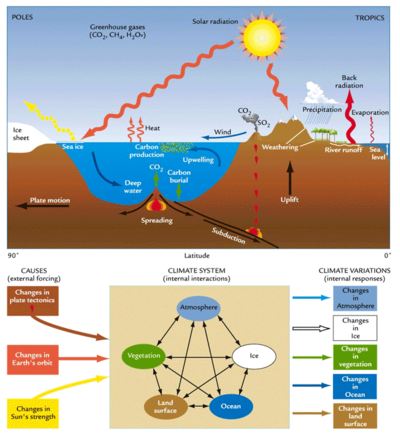 POLES
TROPICS
Greenhouse gases
(CO2, CH4, H2Ov)
Solar radiation
CO2
SO2
Precipitation
Back
radiation
Evaporation
Ice
sheet
Sea ice
Heat
Wind
Carbon
production
Upwelling
Weathering
River runoff
Sea
level
CO2
Carbon
burial
Deep
water
Plate motion
Spreading
Subduction
Uplift
90°
Latitude
0°
CAUSES
(external forcing)
CLIMATE SYSTEM
(internal interactions)
CLIMATE VARIATIONS
(internal responses)
Changes in
plate tectonics
Changes in
Earth's orbit
Changes in
Sun's strength
Atmosphere
Vegetation
Ice
Land
surface
Ocean
Changes
in
Atmosphere
Changes
in
Ice
Changes
in
vegetation
Changes
in
Ocean
Changes
in land
surface